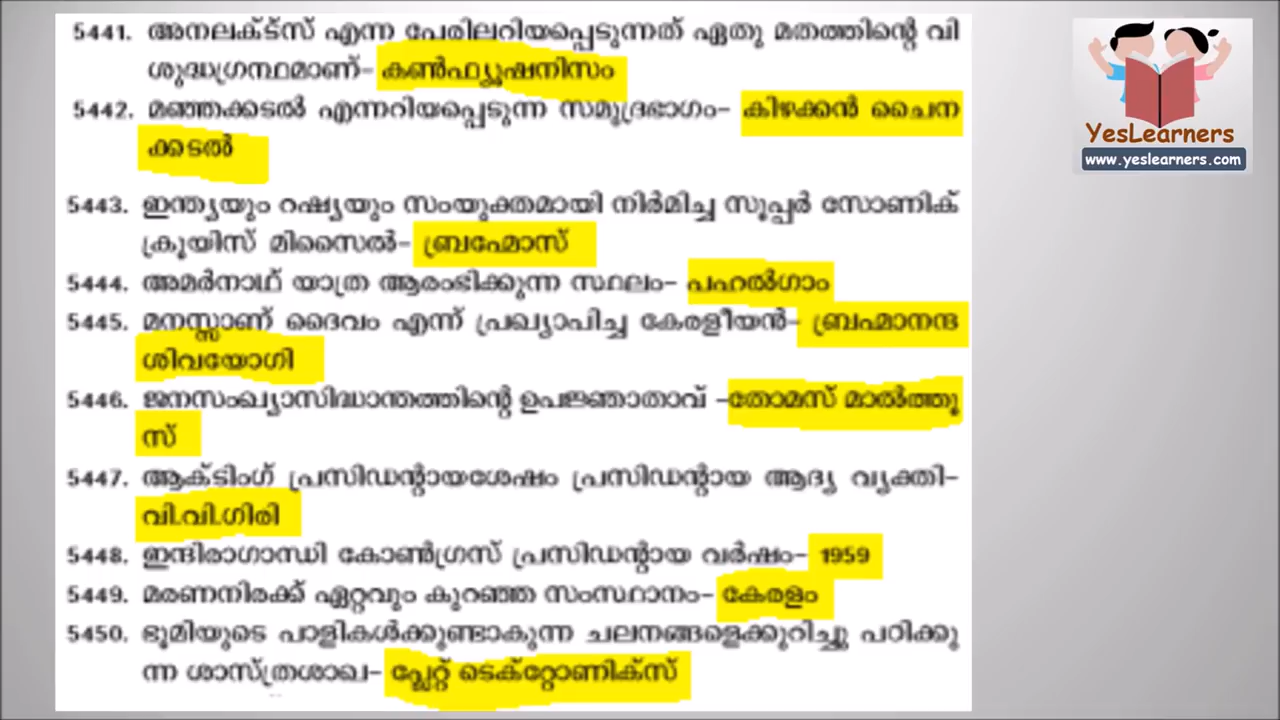 5441. അനലക്ട്സ് എന്ന പേരിലറിയപ്പെടുന്നത് ഏതു മതത്തിന്റെ വി
ശുദ്ധഗ്രന്ഥമാണ്- കൺഫ്യൂഷനിസം
5442. മഞ്ഞക്കടൽ എന്നറിയപ്പെടുന്ന സമുദ്രഭാഗം- കിഴക്കൻ ചൈന
ക്കടൽ
5443. ഇന്ത്യയും റഷ്യയും സംയുക്തമായി നിർമിച്ച സൂപ്പർ സോണിക്
ക്രൂയിസ് മിസൈൽ- ബ്രഹ്മോസ്
5444. അമർനാഥ് യാത്ര ആരംഭിക്കുന്ന സ്ഥലം- പഹൽഗാം
5445. മനസ്സാണ് ദൈവം എന്ന് പ്രഖ്യാപിച്ച കേരളീയൻ- ബ്രഹ്മാനന്ദ
ശിവയോഗി
5446. ജനസംഖ്യാസിദ്ധാന്തത്തിന്റെ ഉപജ്ഞാതാവ് -തോമസ് മാൽത്തൂ
സ്
5447. ആക്ടിംഗ് പ്രസിഡന്റായശേഷം പ്രസിഡന്റായ ആദ്യ വ്യക്തി-
വി.വി.ഗിരി
5448. ഇന്ദിരാഗാന്ധി കോൺഗ്രസ് പ്രസിഡന്റായ വർഷം- 1959
5449. മരണനിരക്ക് ഏറ്റവും കുറഞ്ഞ സംസ്ഥാനം- കേരളം
5450. ഭൂമിയുടെ പാളികൾക്കുണ്ടാകുന്ന ചലനങ്ങളെക്കുറിച്ചു പഠിക്കു
ന്ന ശാസ്ത്രശാഖ- പ്ലേറ്റ് ടെക്റ്റോണിക്സ്
YesLearners
www.yeslearners.com